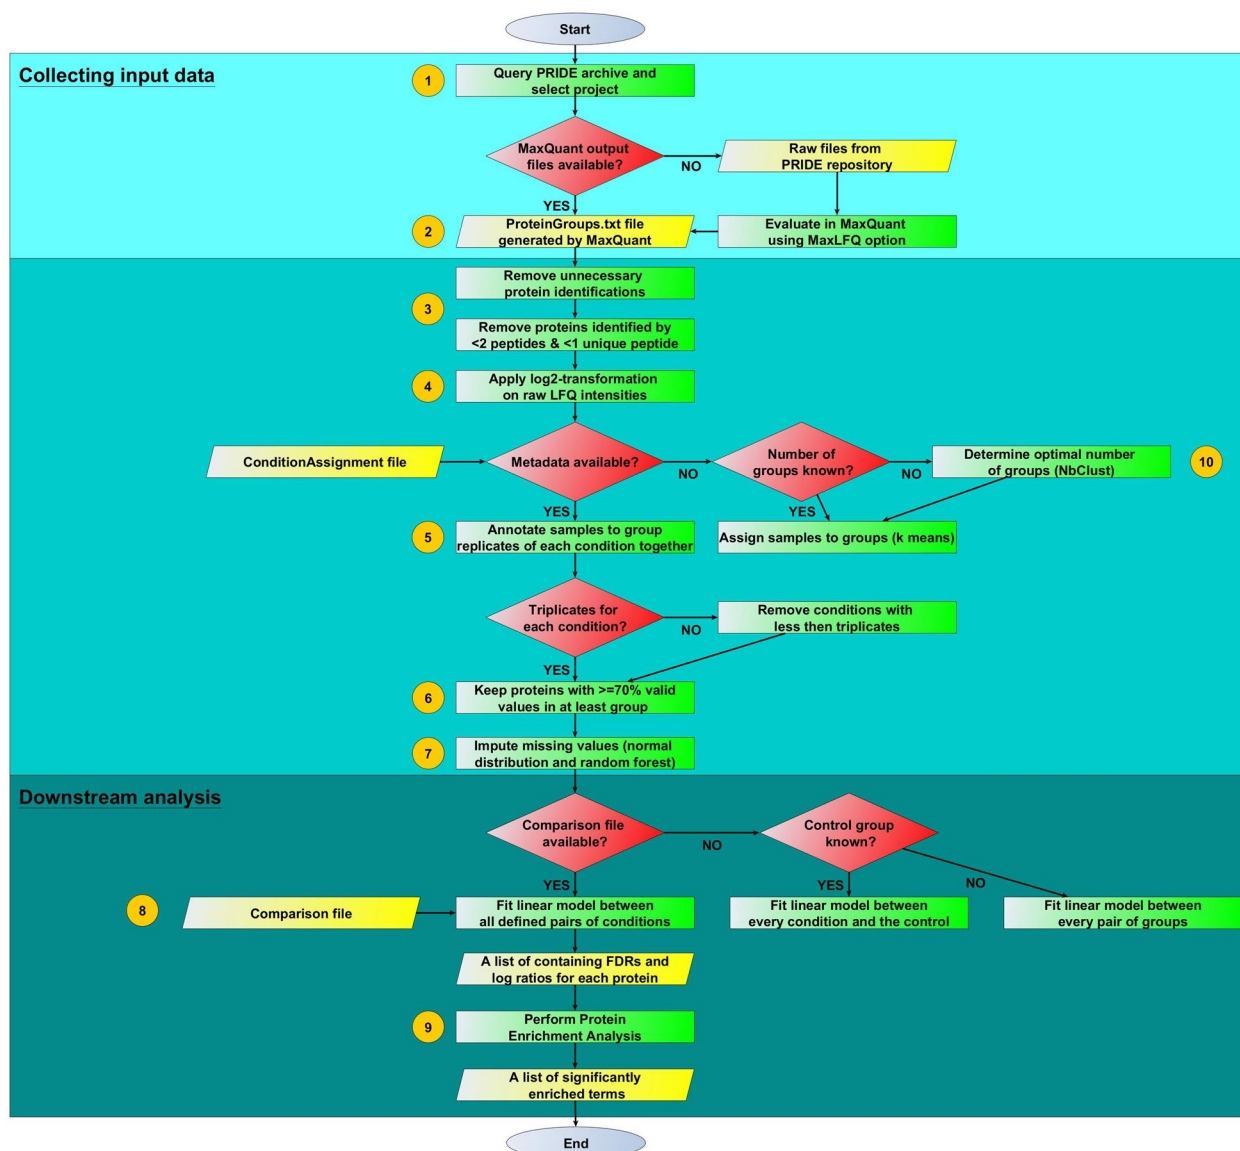 Start
Collecting input data
1
Query PRIDE archive and
select project
MaxQuant output
files available?
NO
Raw files from
PRIDE repository
YES
2
ProteinGroups.txt file
generated by MaxQuant
Evaluate in MaxQuant
using MaxLFQ option
Remove unnecessary
protein identifications
3
Remove proteins identified by
<2 peptides & <1 unique peptide
4
Apply log2-transformation
on raw LFQ intensities
ConditionAssignment file
Metadada available?
NO
Number of
groups known?
NO
Determine optimal number
of groups (NbClust)
10
YES
YES
5
Annotate samples to group
replicates of each condition together
Assign samples to groups (k means)
Triplicates for
each condition?
NO
Remove conditions with
less then triplicates
YES
6
Keep proteins with >=70% valid
values in at least group
7
Impute missing values (normal
distribution and random forest)
Downstream analysis
Comparison file
available?
NO
Control group
known?
YES
YES
NO
8
Comparison file
Fit linear model between
all defined pairs of conditions
Fit linear model between
every condition and the control
Fit linear model between
every pair of groups
A list of containing FDRs and
log ratios for each protein
9
Perform Protein
Enrichment Analysis
A list of significantly
enriched terms
End